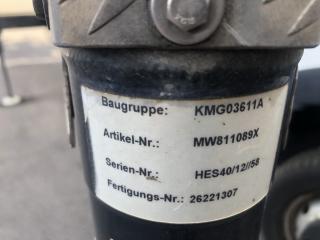 Baugruppe: KMG03611A
Artikel-Nr.: MW811089X
Serien-Nr.: HES40/12//58
Fertigungs-Nr.: 26221307